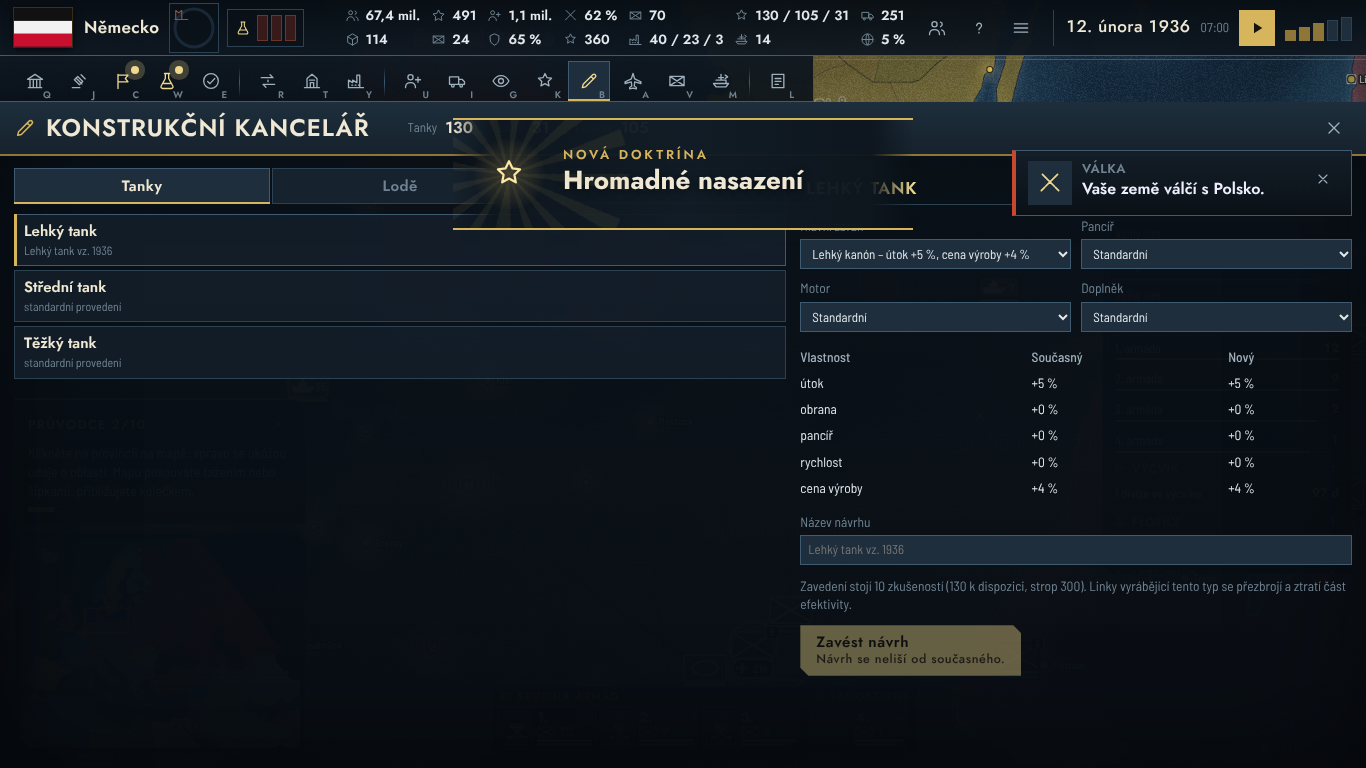 Německo
67,4 mil.
491
1,1 mil.
62 %
70
130 / 105 / 31
251
114
24
65 %
360
40 / 23 / 3
14
5 %
?
12. února 1936
07:00
Q
J
C
W
E
R
T
Y
U
I
G
K
B
A
V
M
L
KONSTRUKČNÍ KANCELÁŘ
Tanky 130
NOVÁ DOKTRÍNA
Hromadné nasazení
VÁLKA
Vaše země válčí s Polsko.
Tanky
Lodě
LEHKÝ TANK
Lehký tank
Lehký tank vz. 1936
Střední tank
standardní provedení
Těžký tank
standardní provedení
Pancíř
Lehký kanón – útok +5 %, cena výroby +4 %
Standardní
Motor
Doplněk
Standardní
Standardní
Vlastnost
Současný
Nový
útok
+5 %
+5 %
obrana
+0 %
+0 %
pancíř
+0 %
+0 %
rychlost
+0 %
+0 %
cena výroby
+4 %
+4 %
Název návrhu
Lehký tank vz. 1936
Zavedení stojí 10 zkušeností (130 k dispozici, strop 300). Linky vyrábějící tento typ se přezbrojí a ztratí část
efektivity.
Zavést návrh
Návrh se neliší od současného.